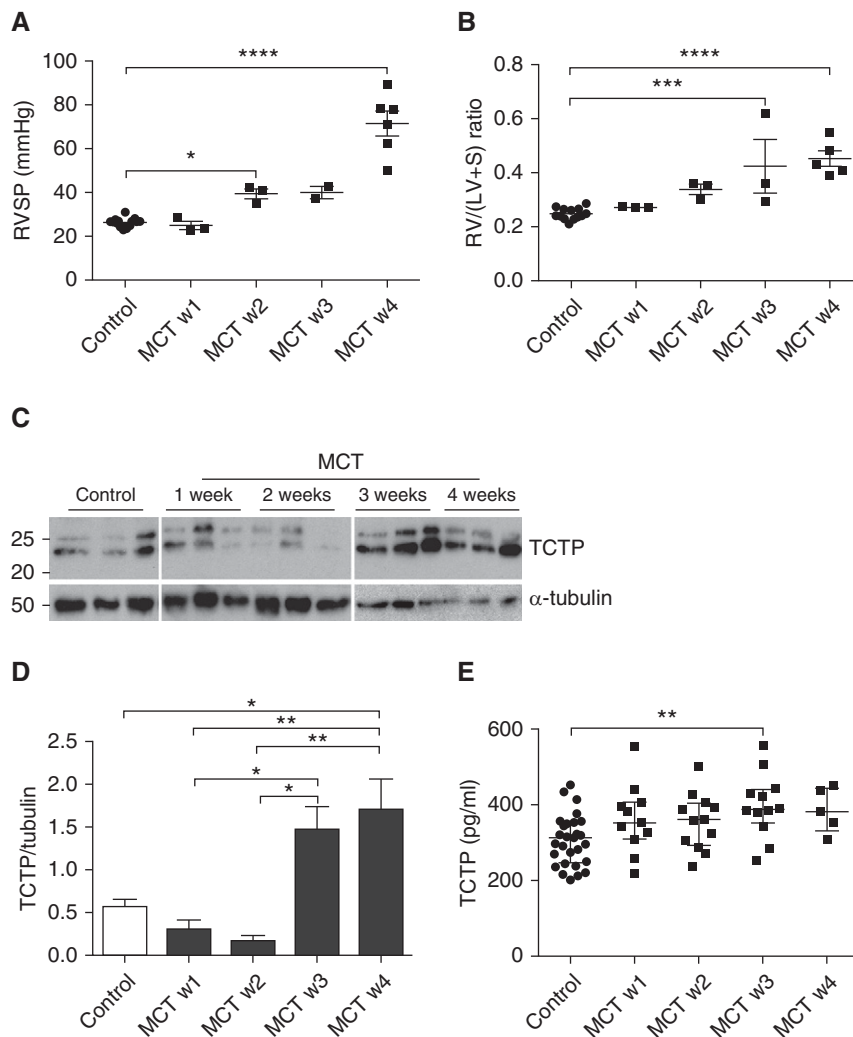 A
****
*
RVSP (mmHg)
100
80
60
40
20
0
Control
MCT w1
MCT w2
MCT w3
MCT w4
B
****
***
RV/(LV+S) ratio
0.8
0.6
0.4
0.2
0.0
Control
MCT w1
MCT w2
MCT w3
MCT w4
C
MCT
Control 1 week 2 weeks 3 weeks 4 weeks
25
20
TCTP
50
α-tubulin
D
*
**
**
*
*
TCTP/tubulin
2.5
2.0
1.5
1.0
0.5
0.0
Control
MCT w1
MCT w2
MCT w3
MCT w4
E
**
TCTP (pg/ml)
600
400
200
0
Control
MCT w1
MCT w2
MCT w3
MCT w4